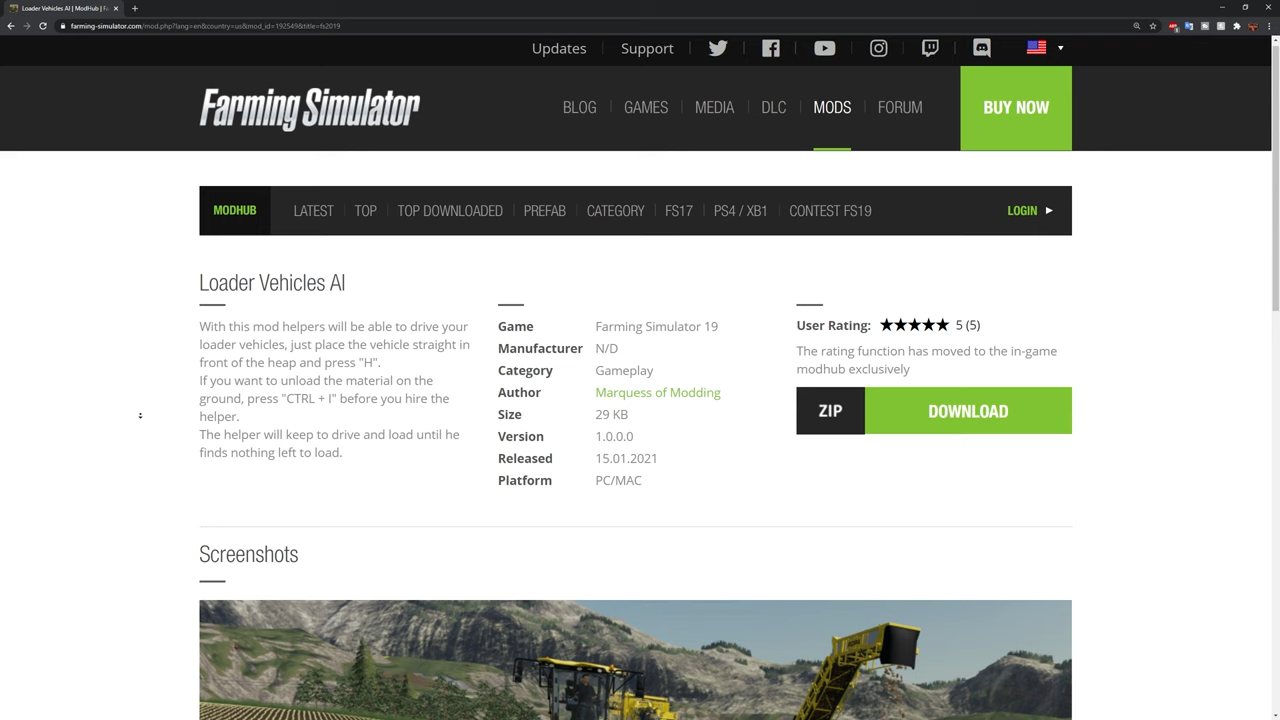 Loader Vehicles AI | ModHub | F
farming-simulator.com/mod.php?lang=en&country=us&mod_id=192549&title=fs2019
Updates Support
Farming Simulator
BLOG GAMES MEDIA DLC MODS FORUM BUY NOW
MODHUB LATEST TOP TOP DOWNLOADED PREFAB CATEGORY FS17 PS4 / XB1 CONTEST FS19 LOGIN
Loader Vehicles AI
With this mod helpers will be able to drive your
loader vehicles, just place the vehicle straight in
front of the heap and press "H".
If you want to unload the material on the
ground, press "CTRL + I" before you hire the
helper.
The helper will keep to drive and load until he
finds nothing left to load.
Game Farming Simulator 19
Manufacturer N/D
Category Gameplay
Author Marquess of Modding
Size 29 KB
Version 1.0.0.0
Released 15.01.2021
Platform PC/MAC
User Rating: ★★★★★ 5 (5)
The rating function has moved to the in-game
modhub exclusively
ZIP DOWNLOAD
Screenshots